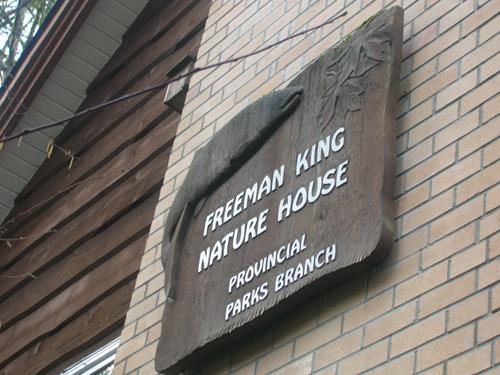 FREEMAN KING
NATURE HOUSE
PROVINCIAL
PARKS BRANCH